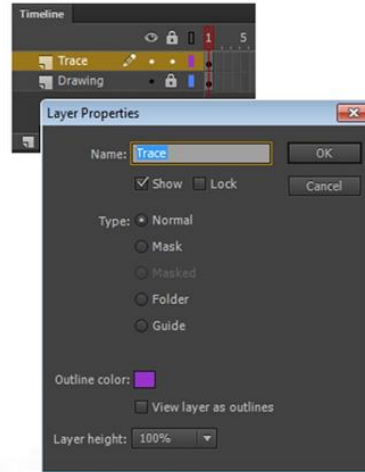 Timeline
1 5
Trace
Drawing
Layer Properties
Name: Trace OK
Show Lock Cancel
Type: Normal
Mask
Masked
Folder
Guide
Outline color:
View layer as outlines
Layer height: 100%